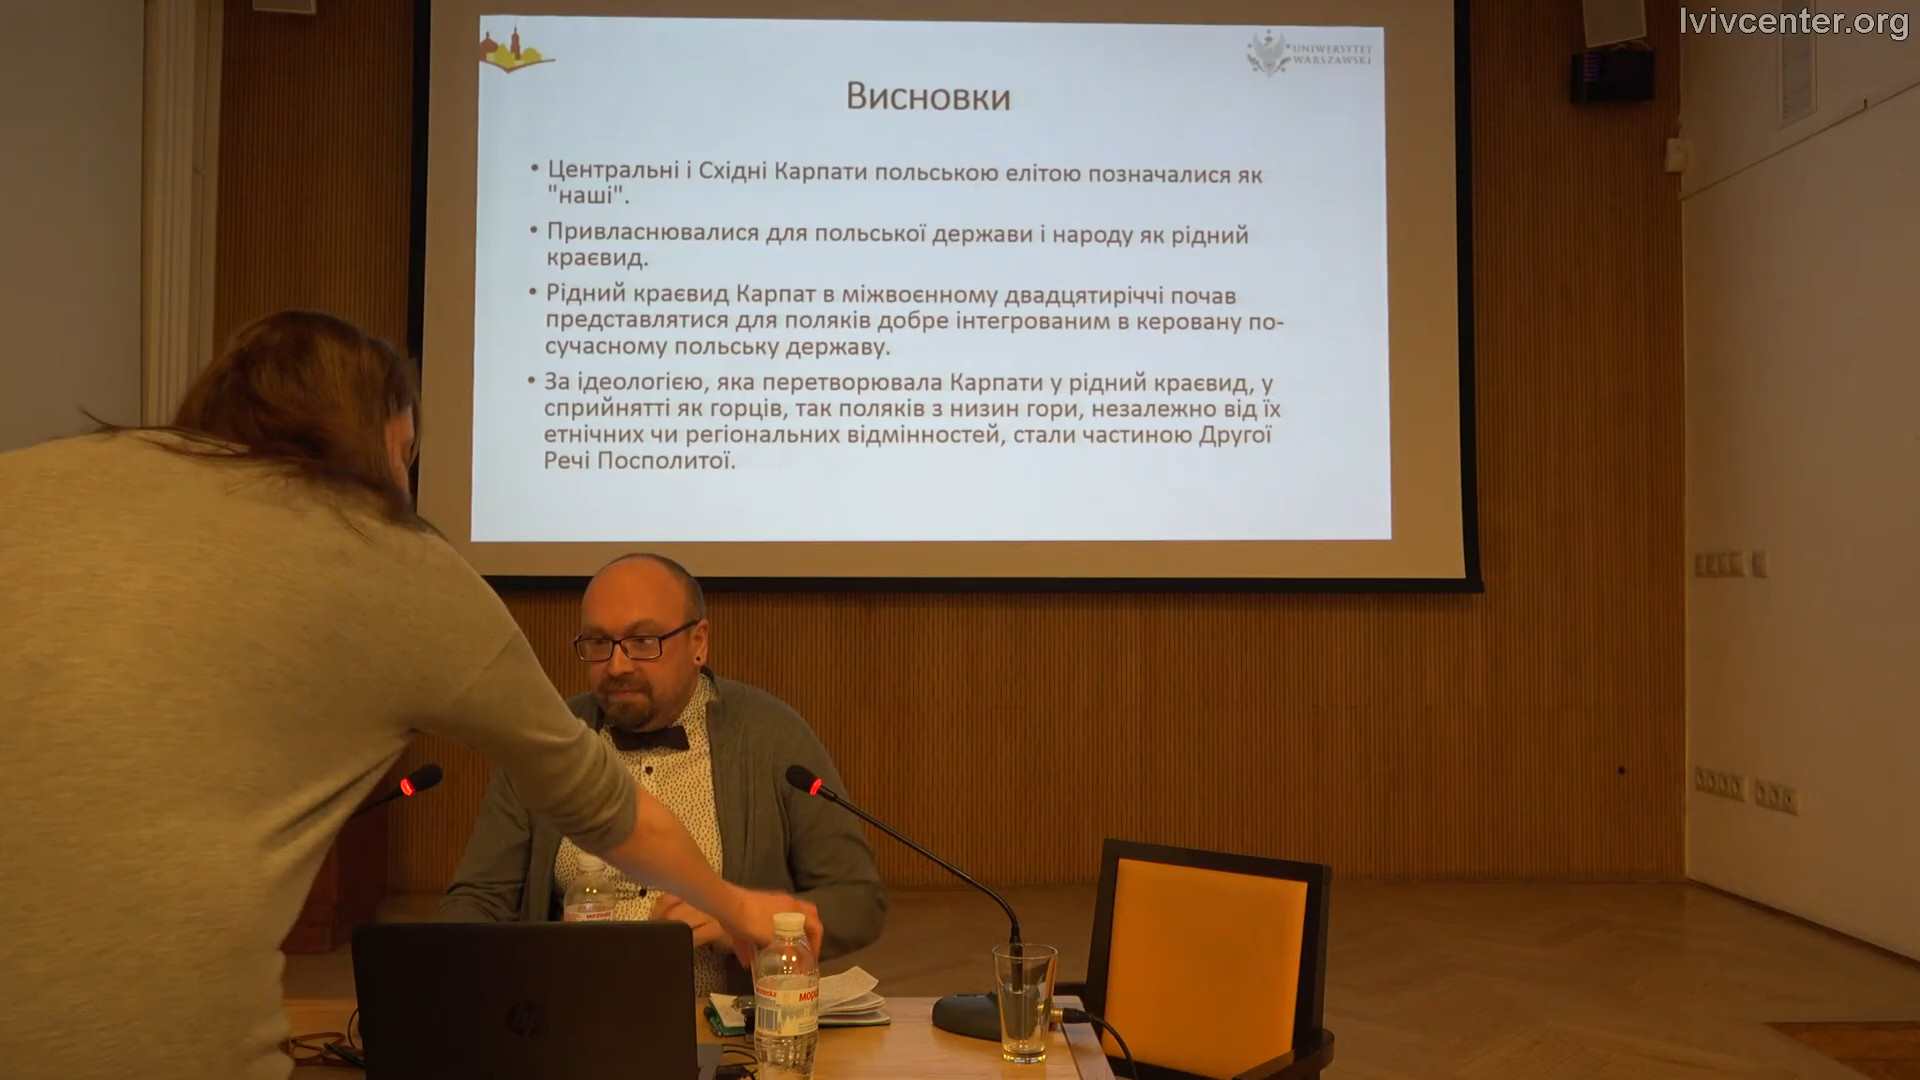 lvivcenter.org
UNIWERSYTET
WARSZAWSKI
Висновки
• Центральні і Східні Карпати польською елітою позначалися як
"наші".
• Привласнювалися для польської держави і народу як рідний
краєвид.
• Рідний краєвид Карпат в міжвоєнному двадцятиріччі почав
представлятися для поляків добре інтегрованим в керовану по-
сучасному польську державу.
• За ідеологією, яка перетворювала Карпати у рідний краєвид, у
сприйнятті як горців, так поляків з низин гори, незалежно від їх
етнічних чи регіональних відмінностей, стали частиною Другої
Речі Посполитої.
hp